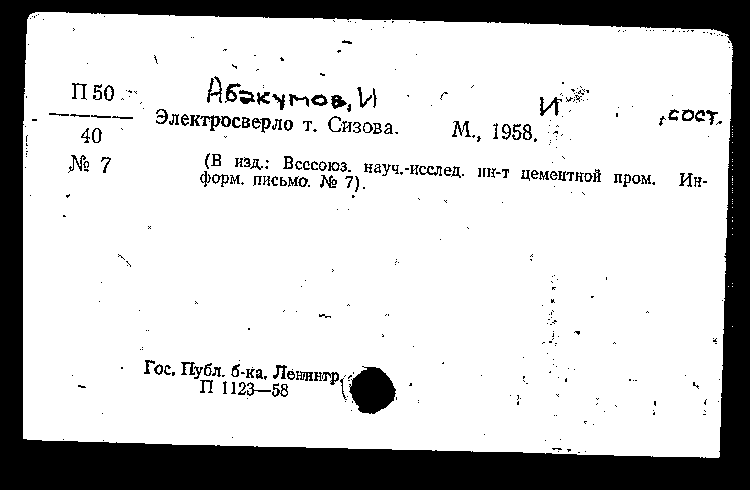 П 50
40
№ 7
Абакумов, И И , сост.
Электросверло т. Сизова. М., 1958.
(В изд.: Всесоюз. науч.-исслед. ин-т цементной пром. Ин-
форм. письмо. № 7).
Гос. Публ. б-ка. Ленингр.
П 1123—58